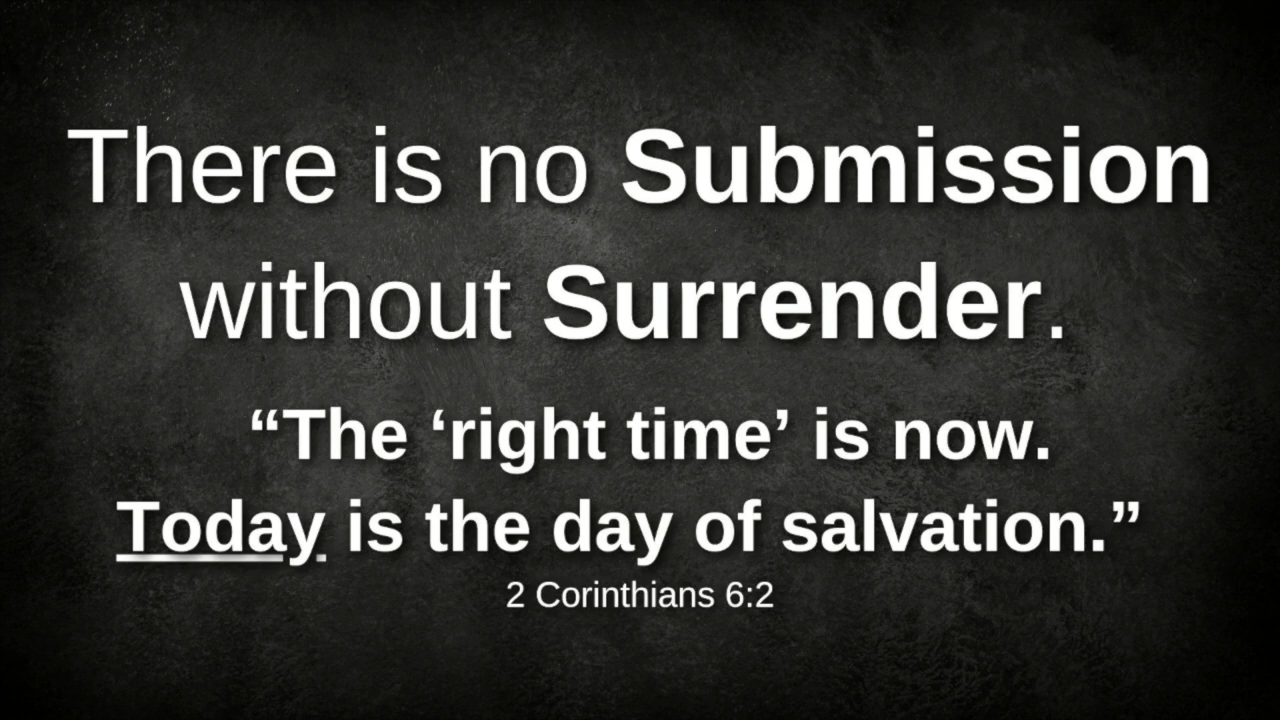 There is no Submission
without Surrender.
“The ‘right time’ is now.
Today is the day of salvation.”
2 Corinthians 6:2